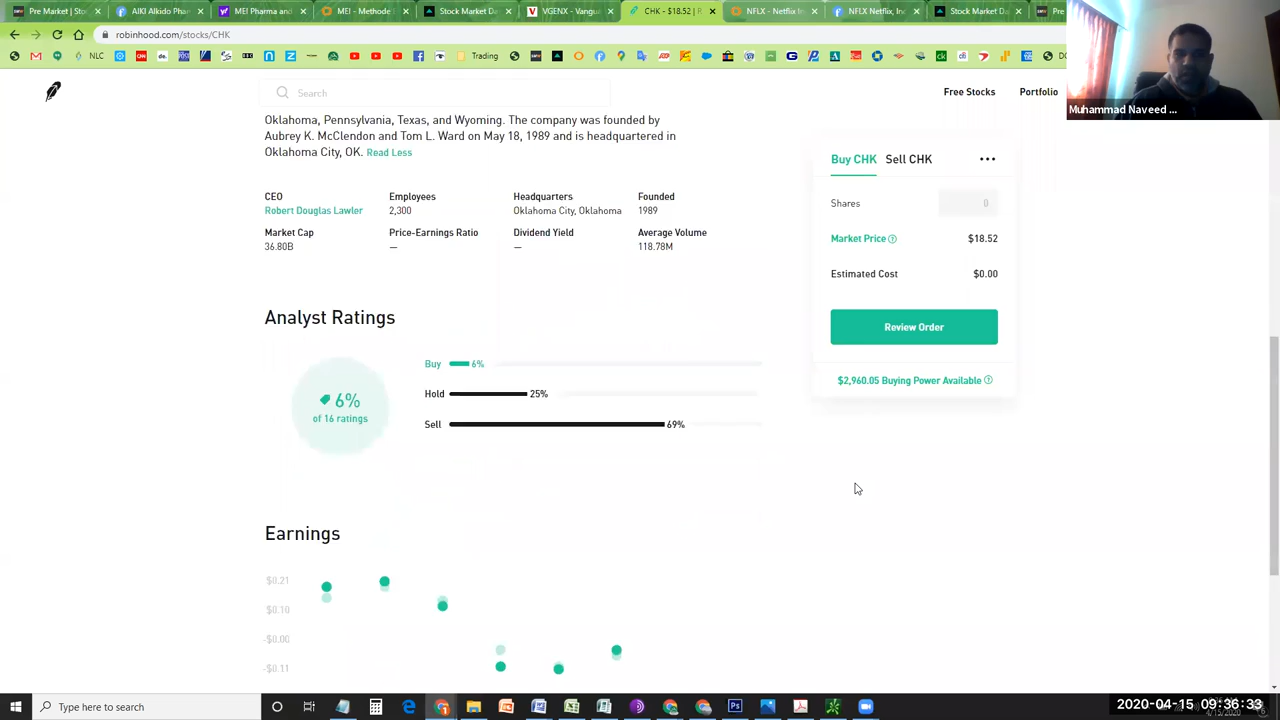 Pre Market | S
AIKI Alkido Phar
MEI Pharma and
MEI - Methode
Stock Market Da
VGENX - Vangua
CHK - $18.52 | R
NFLX - Netflix In
NFLX Netflix, In
Stock Market Da
Pre
robinhood.com/stocks/CHK
NLC
Trading
Search
Free Stocks
Portfolio
Muhammad Naveed ...
Oklahoma, Pennsylvania, Texas, and Wyoming. The company was founded by
Aubrey K. McClendon and Tom L. Ward on May 18, 1989 and is headquartered in
Oklahoma City, OK. Read Less
Buy CHK Sell CHK
CEO Employees Headquarters Founded
Robert Douglas Lawler 2,300 Oklahoma City, Oklahoma 1989
Market Cap Price-Earnings Ratio Dividend Yield Average Volume
36.80B — — 118.78M
Shares 0
Market Price $18.52
Estimated Cost $0.00
Review Order
$2,960.05 Buying Power Available
Analyst Ratings
6%
of 16 ratings
Buy 6%
Hold 25%
Sell 69%
Earnings
$0.21
$0.10
-$0.00
-$0.11
Type here to search
2020-04-15 09:36:33